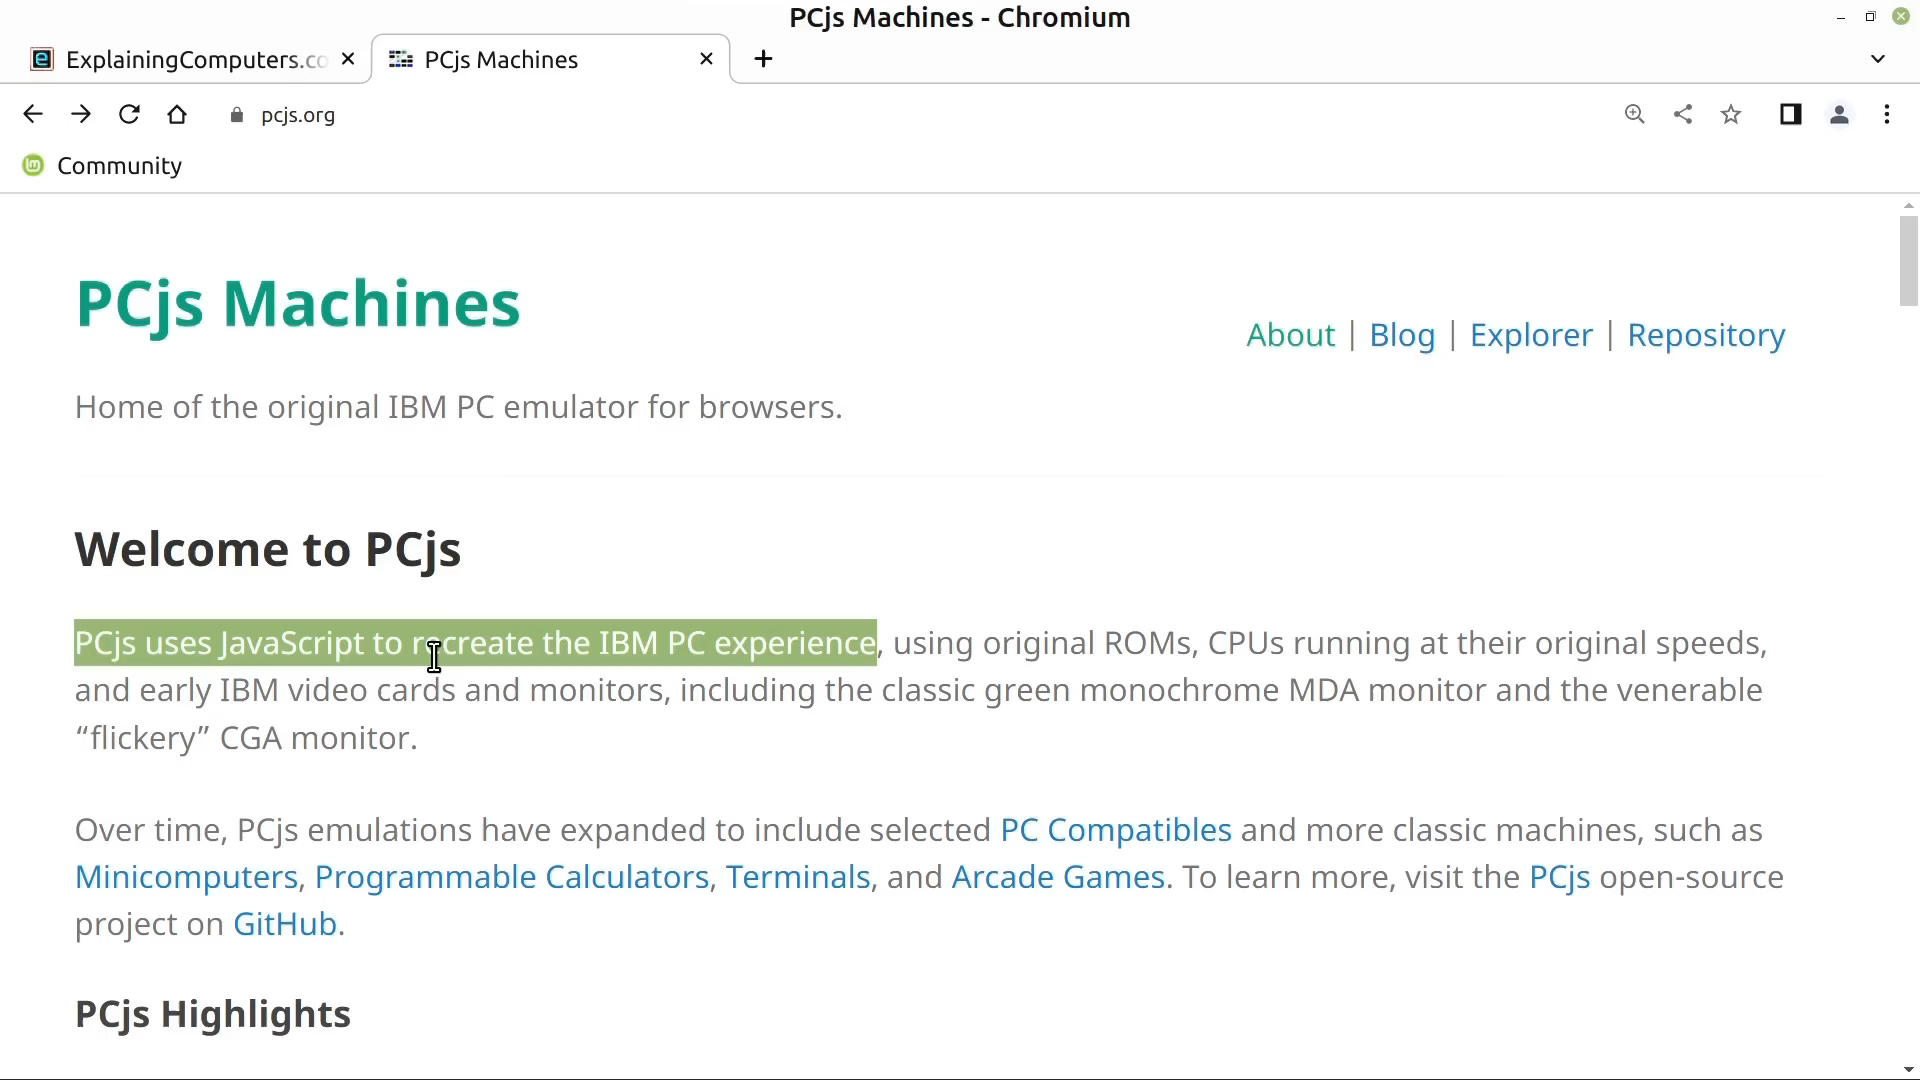 PCjs Machines - Chromium
ExplainingComputers.co
PCjs Machines
pcjs.org
Community
PCjs Machines
About | Blog | Explorer | Repository
Home of the original IBM PC emulator for browsers.
Welcome to PCjs
PCjs uses JavaScript to recreate the IBM PC experience, using original ROMs, CPUs running at their original speeds,
and early IBM video cards and monitors, including the classic green monochrome MDA monitor and the venerable
“flickery” CGA monitor.
Over time, PCjs emulations have expanded to include selected PC Compatibles and more classic machines, such as
Minicomputers, Programmable Calculators, Terminals, and Arcade Games. To learn more, visit the PCjs open-source
project on GitHub.
PCjs Highlights